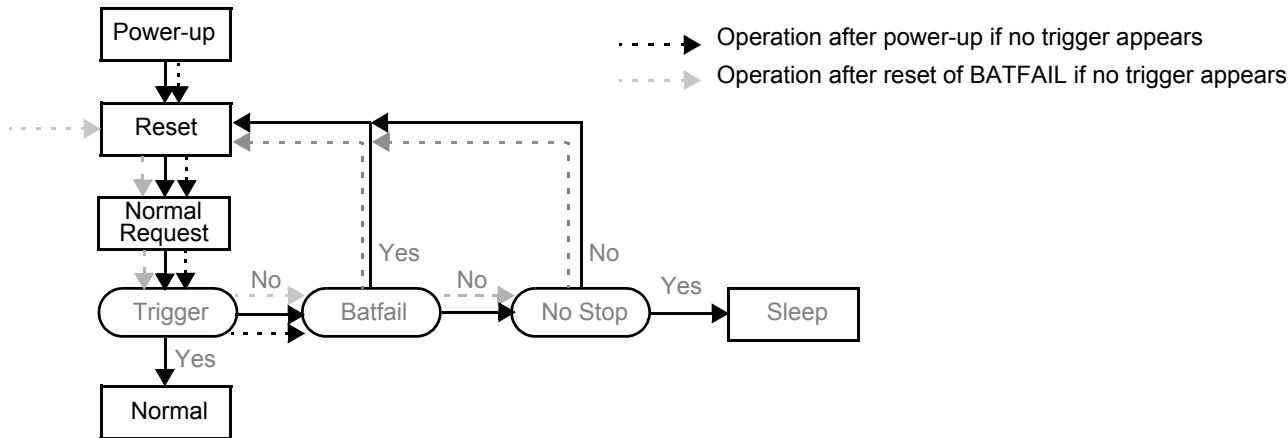 Power-up
Operation after power-up if no trigger appears
Operation after reset of BATFAIL if no trigger appears
Reset
Normal
Request
Yes
No
No
No
Yes
Trigger
Batfail
No Stop
Sleep
Yes
Normal